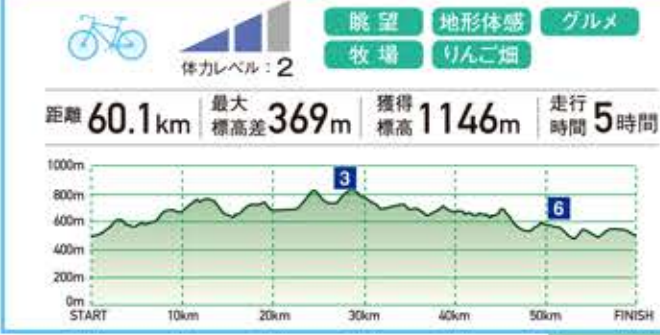 眺望 地形体感 グルメ
牧場 りんご畑
体力レベル：2
距離 60.1km 最大標高差 369m 獲得標高 1146m 走行時間 5時間
1000m
800m
600m
400m
200m
0m
3
6
START 10km 20km 30km 40km 50km FINISH